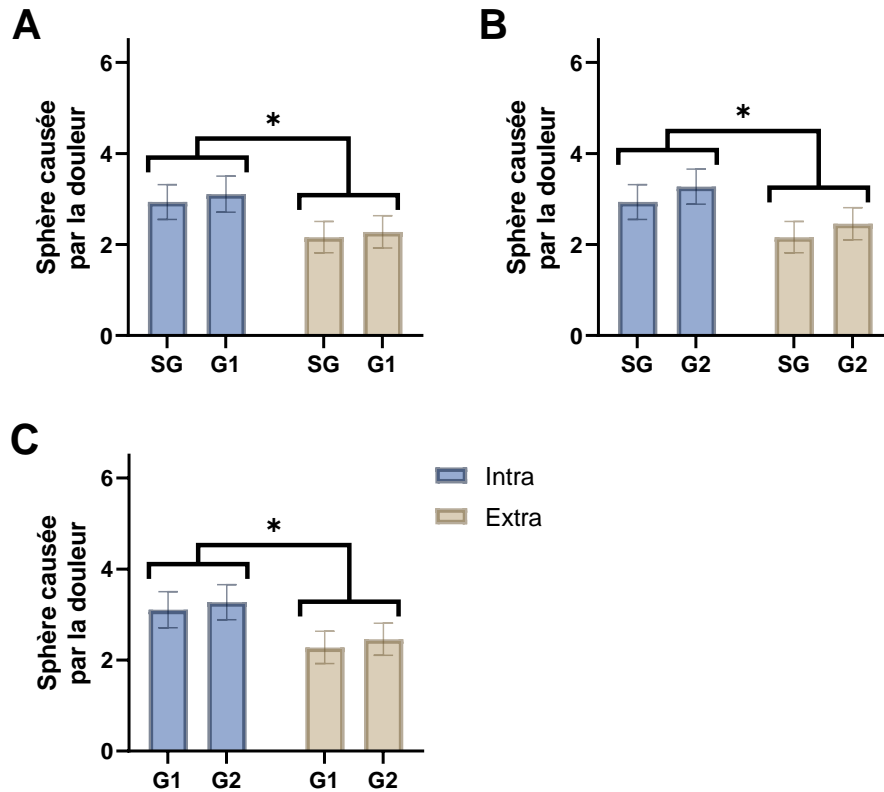 A
6
4
2
0
Sphère causée
par la douleur
*
SG G1 SG G1
B
6
4
2
0
Sphère causée
par la douleur
*
SG G2 SG G2
C
6
4
2
0
Sphère causée
par la douleur
*
G1 G2 G1 G2
Intra
Extra